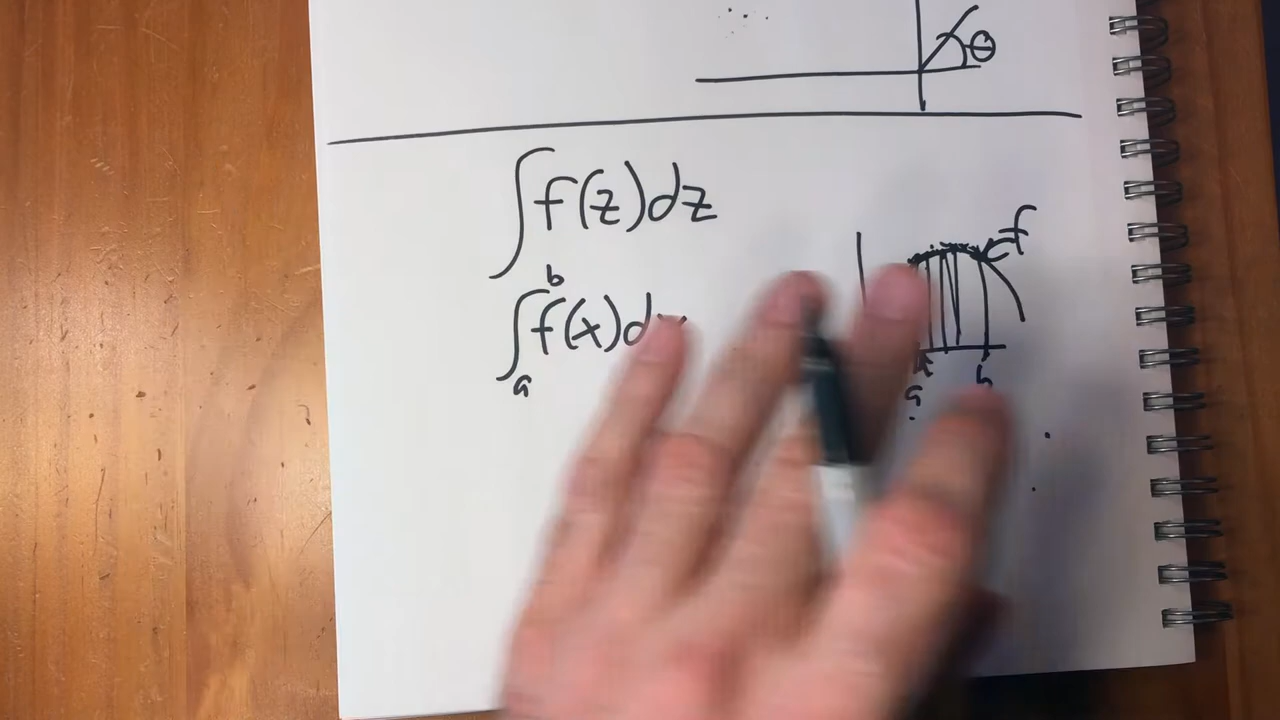 θ
∫f(z)dz
∫ₐᵇf(x)d
f
a
b